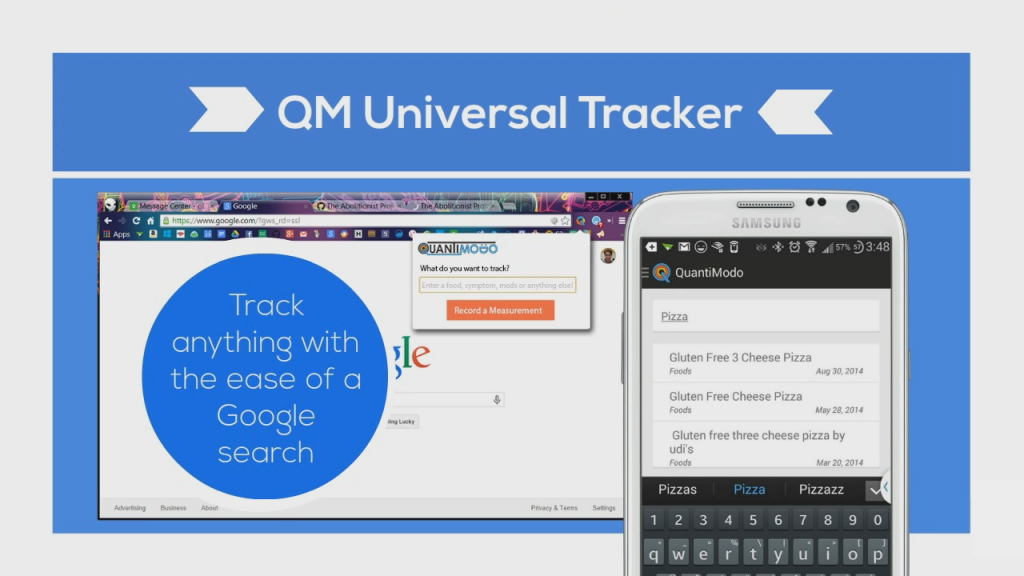 QM Universal Tracker
Message Center
Google
The Abolitionist Pro
The Abolitionist Pro
https://www.google.com/?gws_rd=ssl
Apps
QUANTIMODO
What do you want to track?
Enter a food, symptom, meds or anything else!
Record a Measurement
gle
ing Lucky
Advertising Business About
Privacy & Terms Settings
Track
anything with
the ease of a
Google
search
SAMSUNG
57% 3:48
QuantiModo
Pizza
Gluten Free 3 Cheese Pizza
Foods Aug 30, 2014
Gluten Free Cheese Pizza
Foods May 28, 2014
Gluten free three cheese pizza by
udi's
Foods Mar 20, 2014
Pizzas Pizza Pizzazz
1 2 3 4 5 6 7 8 9 0
q w e r t y u i o p